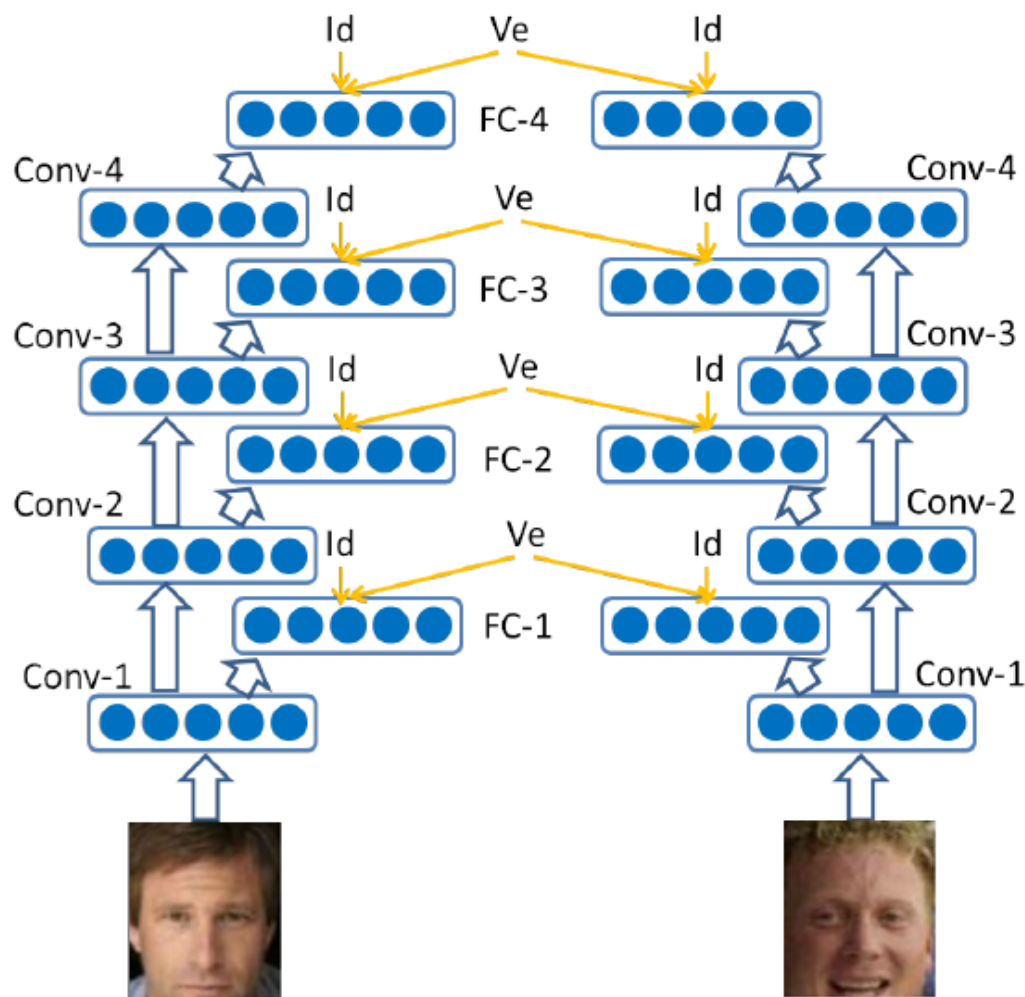 Id Ve Id
FC-4
Conv-4 Conv-4
Id Ve Id
FC-3
Conv-3 Conv-3
Id Ve Id
FC-2
Conv-2 Conv-2
Id Ve Id
FC-1
Conv-1 Conv-1